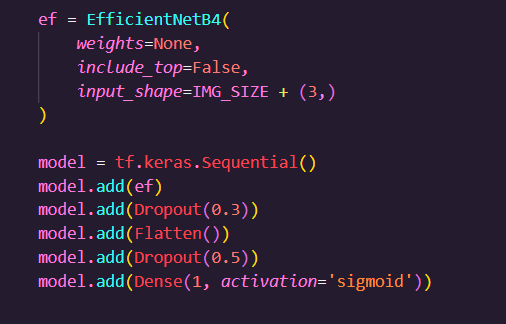 ef = EfficientNetB4(
    weights=None,
    include_top=False,
    input_shape=IMG_SIZE + (3,)
)

model = tf.keras.Sequential()
model.add(ef)
model.add(Dropout(0.3))
model.add(Flatten())
model.add(Dropout(0.5))
model.add(Dense(1, activation='sigmoid'))